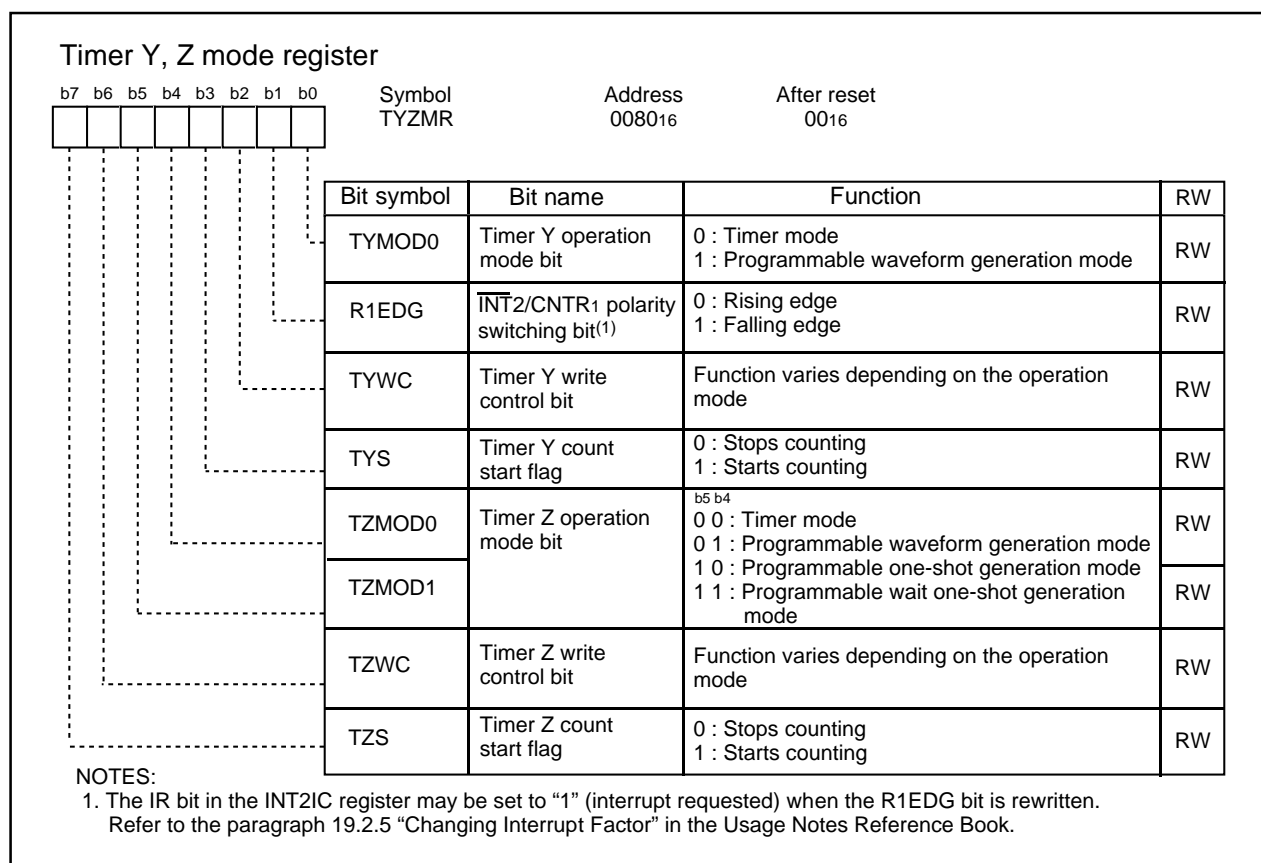 Timer Y, Z mode register
b7 b6 b5 b4 b3 b2 b1 b0
Symbol Address After reset
TYZMR 008016 0016
Bit symbol Bit name Function RW
TYMOD0 Timer Y operation mode bit 0 : Timer mode RW
1 : Programmable waveform generation mode
R1EDG INT2/CNTR1 polarity switching bit(1) 0 : Rising edge RW
1 : Falling edge
TYWC Timer Y write control bit Function varies depending on the operation mode RW
TYS Timer Y count start flag 0 : Stops counting RW
1 : Starts counting
TZMOD0 Timer Z operation mode bit b5 b4 RW
0 0 : Timer mode
0 1 : Programmable waveform generation mode
1 0 : Programmable one-shot generation mode
TZMOD1 1 1 : Programmable wait one-shot generation mode RW
TZWC Timer Z write control bit Function varies depending on the operation mode RW
TZS Timer Z count start flag 0 : Stops counting RW
1 : Starts counting
NOTES:
1. The IR bit in the INT2IC register may be set to “1” (interrupt requested) when the R1EDG bit is rewritten.
Refer to the paragraph 19.2.5 “Changing Interrupt Factor” in the Usage Notes Reference Book.